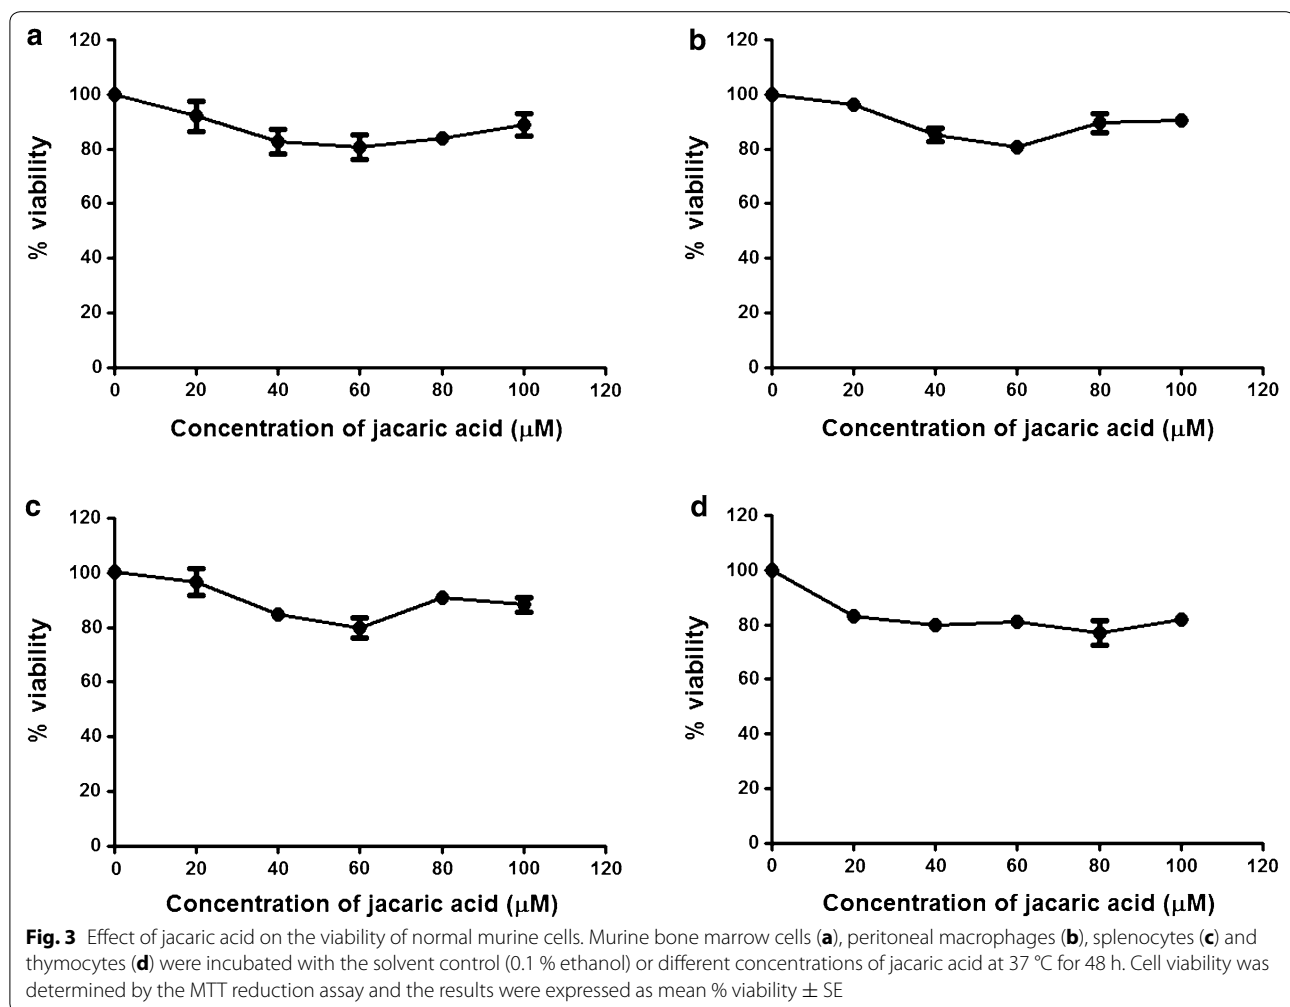 a
120
100
80
60
40
20
0
% viability
0 20 40 60 80 100 120
Concentration of jacaric acid (μM)
b
120
100
80
60
40
20
0
% viability
0 20 40 60 80 100 120
Concentration of jacaric acid (μM)
c
120
100
80
60
40
20
0
% viability
0 20 40 60 80 100 120
Concentration of jacaric acid (μM)
d
120
100
80
60
40
20
0
% viability
0 20 40 60 80 100 120
Concentration of jacaric acid (μM)
Fig. 3 Effect of jacaric acid on the viability of normal murine cells. Murine bone marrow cells (a), peritoneal macrophages (b), splenocytes (c) and
thymocytes (d) were incubated with the solvent control (0.1 % ethanol) or different concentrations of jacaric acid at 37 °C for 48 h. Cell viability was
determined by the MTT reduction assay and the results were expressed as mean % viability ± SE